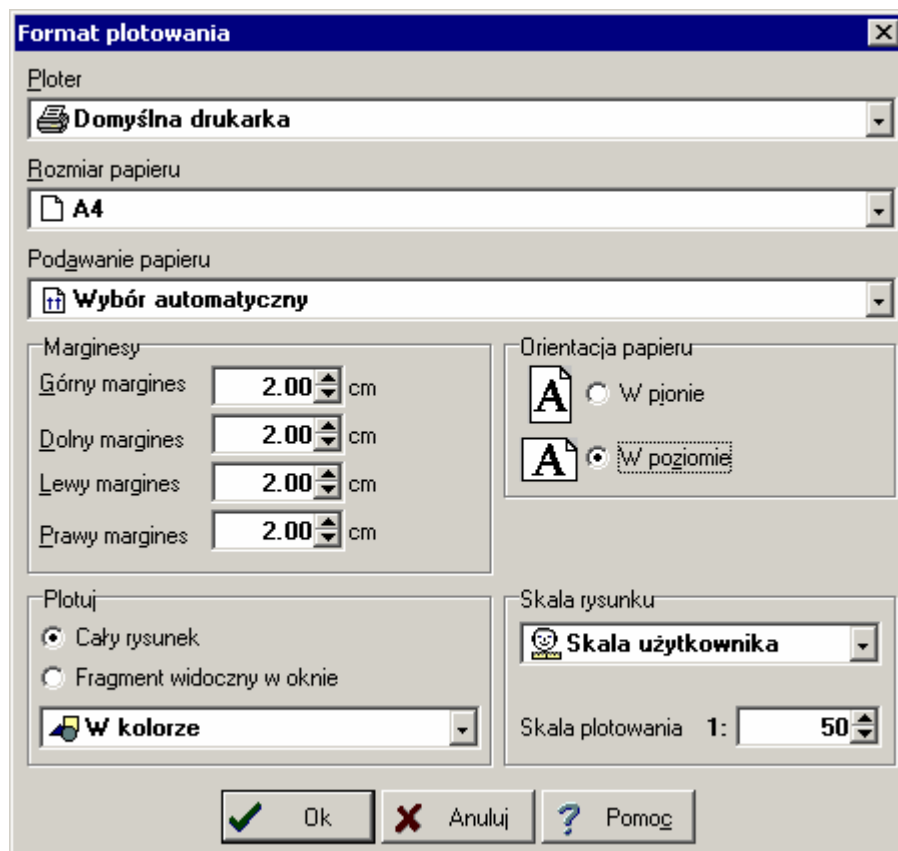 Format plotowania
Ploter
Domyślna drukarka
Rozmiar papieru
A4
Podawanie papieru
Wybór automatyczny
Marginesy
Górny margines 2.00 cm
Dolny margines 2.00 cm
Lewy margines 2.00 cm
Prawy margines 2.00 cm
Orientacja papieru
A W pionie
A W poziomie
Plotuj
Cały rysunek
Fragment widoczny w oknie
W kolorze
Skala rysunku
Skala użytkownika
Skala plotowania 1: 50
Ok Anuluj ? Pomoc